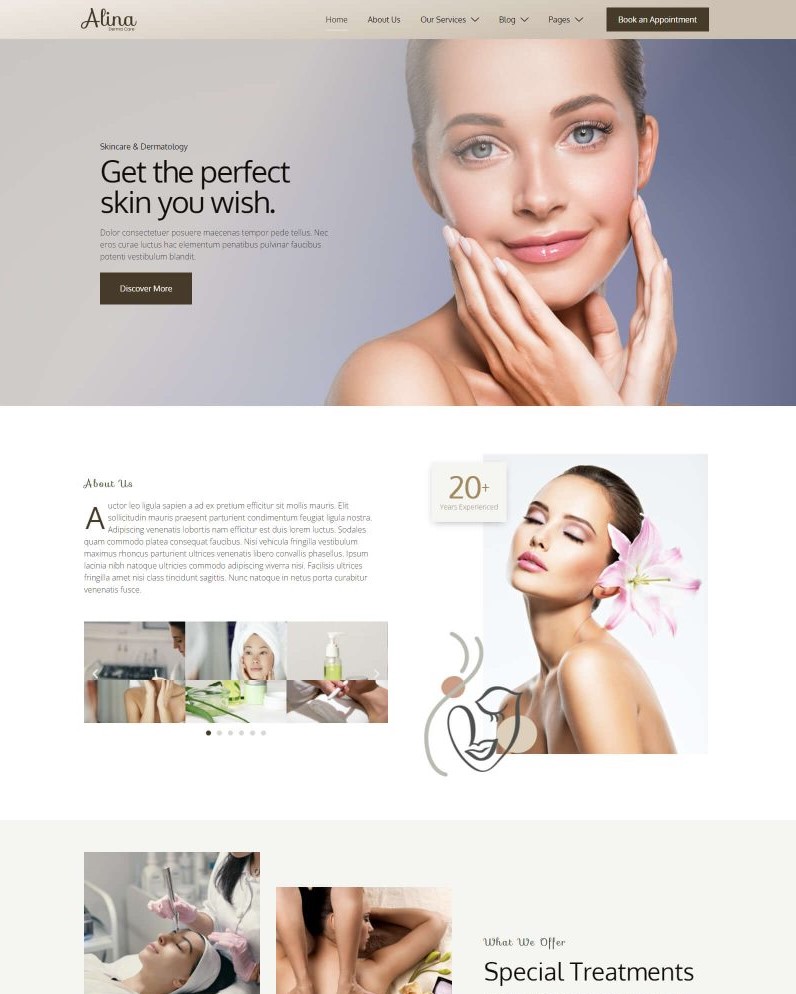 Alina
Derma Care
Home
About Us
Our Services
Blog
Pages
Book an Appointment
Skincare & Dermatology
Get the perfect
skin you wish.
Dolor consectetuer posuere maecenas tempor pede tellus. Nec
eros curae luctus hac elementum penatibus pulvinar faucibus
potenti vestibulum blandit.
Discover More
About Us
Auctor leo ligula sapien a ad ex pretium efficitur sit mollis mauris. Elit
sollicitudin mauris praesent parturient condimentum feugiat ligula nostra.
Adipiscing venenatis lobortis nam efficitur est duis lorem luctus. Sodales
quam commodo platea consequat faucibus. Nisi vehicula fringilla vestibulum
maximus rhoncus parturient ultrices venenatis libero convallis phasellus. Ipsum
lacinia nibh natoque ultricies commodo adipiscing viverra nisi. Facilisis ultrices
fringilla amet nisi class tincidunt sagittis. Nunc natoque in netus porta curabitur
venenatis fusce.
20+
Years Experienced
What We Offer
Special Treatments